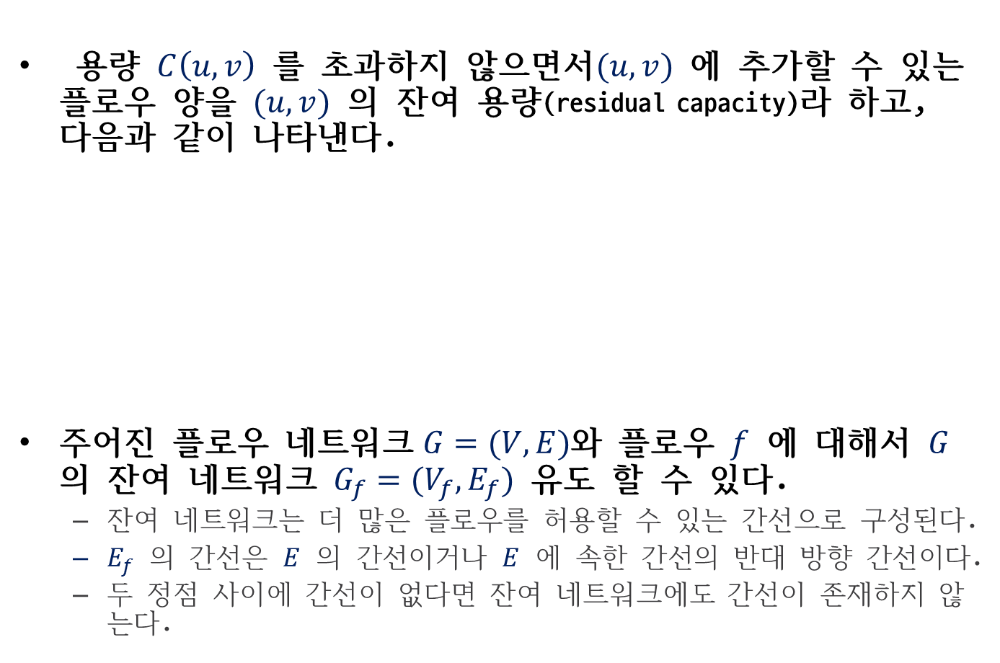 • 용량 C(u, v) 를 초과하지 않으면서(u, v) 에 추가할 수 있는
플로우 양을 (u, v) 의 잔여 용량(residual capacity)라 하고,
다음과 같이 나타낸다.
• 주어진 플로우 네트워크 G = (V, E)와 플로우 f 에 대해서 G
의 잔여 네트워크 G_f = (V_f, E_f) 유도 할 수 있다.
– 잔여 네트워크는 더 많은 플로우를 허용할 수 있는 간선으로 구성된다.
– E_f 의 간선은 E 의 간선이거나 E 에 속한 간선의 반대 방향 간선이다.
– 두 정점 사이에 간선이 없다면 잔여 네트워크에도 간선이 존재하지 않
는다.